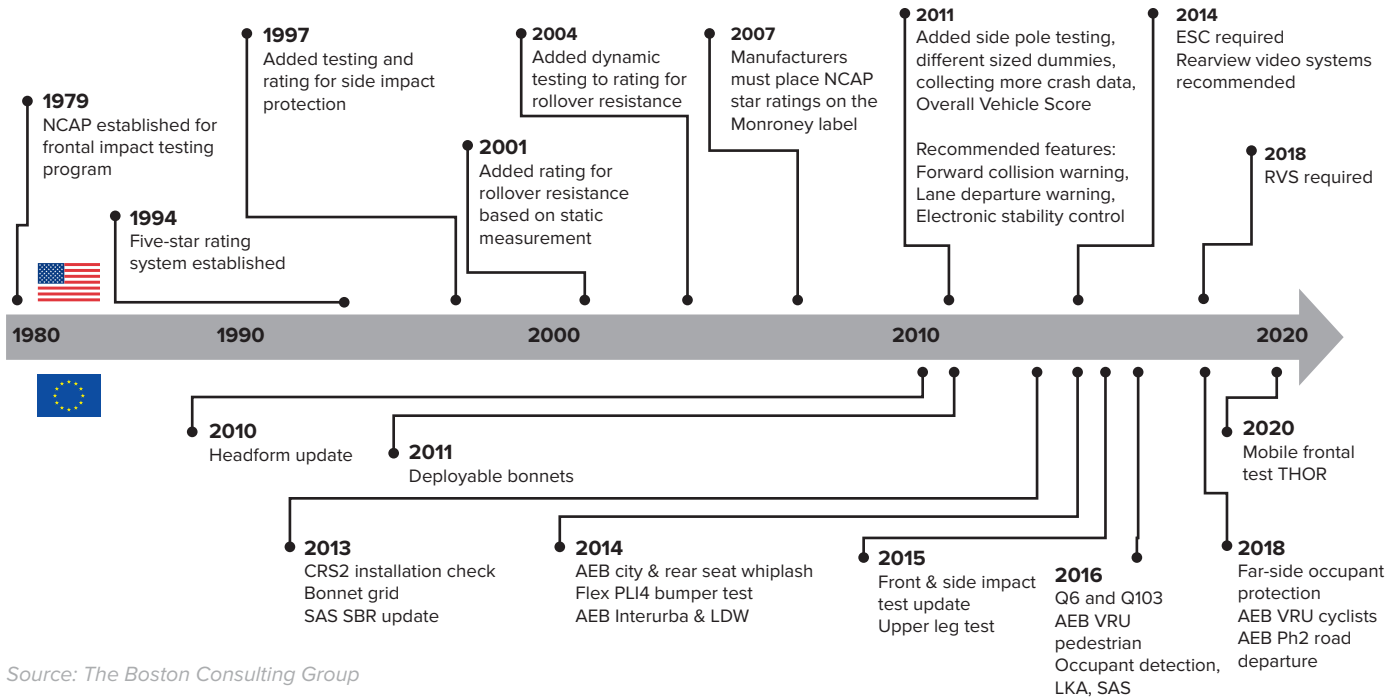 1979
NCAP established for
frontal impact testing
program
1994
Five-star rating
system established
1997
Added testing and
rating for side impact
protection
2001
Added rating for
rollover resistance
based on static
measurement
2004
Added dynamic
testing to rating for
rollover resistance
2007
Manufacturers
must place NCAP
star ratings on the
Monroney label
2011
Added side pole testing,
different sized dummies,
collecting more crash data,
Overall Vehicle Score
Recommended features:
Forward collision warning,
Lane departure warning,
Electronic stability control
2014
ESC required
Rearview video systems
recommended
2018
RVS required
1980
1990
2000
2010
2020
2010
Headform update
2011
Deployable bonnets
2013
CRS2 installation check
Bonnet grid
SAS SBR update
2014
AEB city & rear seat whiplash
Flex PLI4 bumper test
AEB Interurba & LDW
2015
Front & side impact
test update
Upper leg test
2016
Q6 and Q103
AEB VRU
pedestrian
Occupant detection,
LKA, SAS
2018
Far-side occupant
protection
AEB VRU cyclists
AEB Ph2 road
departure
2020
Mobile frontal
test THOR
Source: The Boston Consulting Group